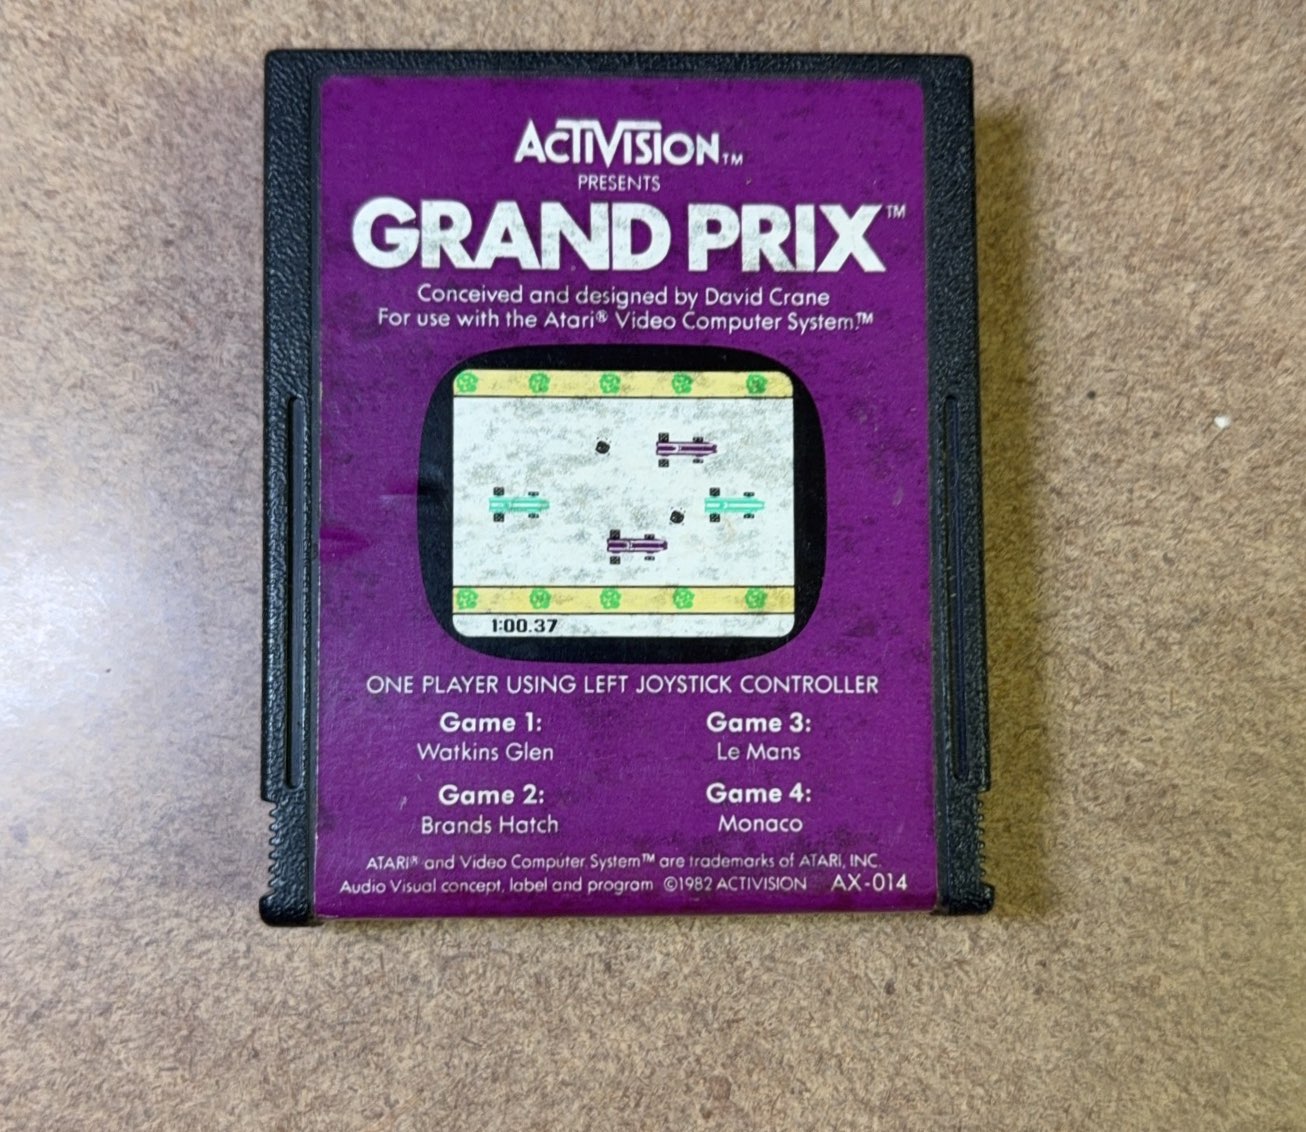 ACTIVISION™
PRESENTS
GRAND PRIX™
Conceived and designed by David Crane
For use with the Atari® Video Computer System.™
1:00.37
ONE PLAYER USING LEFT JOYSTICK CONTROLLER
Game 1:
Watkins Glen
Game 2:
Brands Hatch
Game 3:
Le Mans
Game 4:
Monaco
ATARI® and Video Computer System™ are trademarks of ATARI, INC.
Audio Visual concept, label and program ©1982 ACTIVISION AX-014